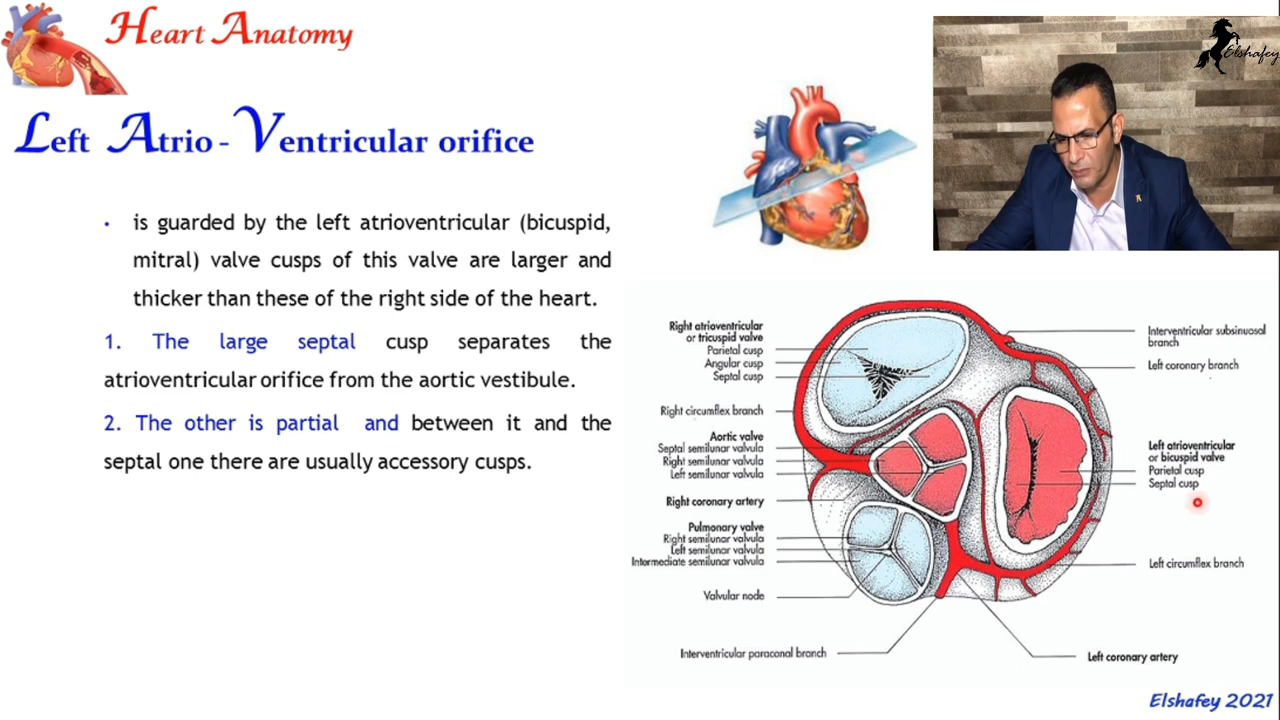 Heart Anatomy
Elshafey
Left Atrio - Ventricular orifice
• is guarded by the left atrioventricular (bicuspid,
mitral) valve cusps of this valve are larger and
thicker than these of the right side of the heart.
1. The large septal cusp separates the
atrioventricular orifice from the aortic vestibule.
2. The other is partial and between it and the
septal one there are usually accessory cusps.
Right atrioventricular
or tricuspid valve
Parietal cusp
Angular cusp
Septal cusp
Right circumflex branch
Aortic valve
Septal semilunar valvula
Right semilunar valvula
Left semilunar valvula
Right coronary artery
Pulmonary valve
Right semilunar valvula
Left semilunar valvula
Intermediate semilunar valvula
Valvular node
Interventricular paraconal branch
Interventricular subsinuosal
branch
Left coronary branch
Left atrioventricular
or bicuspid valve
Parietal cusp
Septal cusp
Left circumflex branch
Left coronary artery
Elshafey 2021